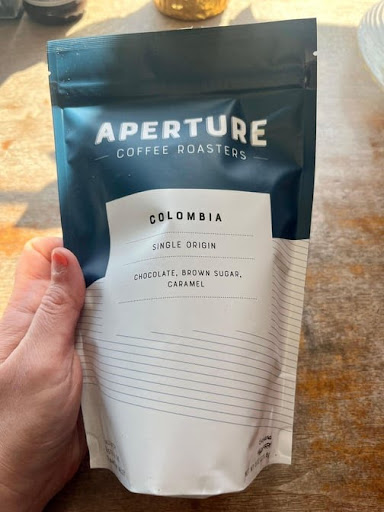 APERTURE
COFFEE ROASTERS
COLOMBIA
SINGLE ORIGIN
CHOCOLATE, BROWN SUGAR,
CARAMEL